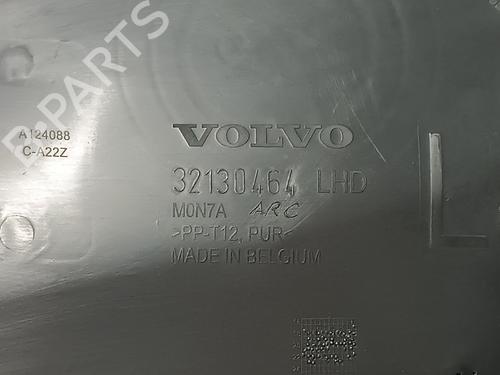 B-PARTS
A124088
C-A22Z
VOLVO
32130464 LHD
M0N7A ARC
>PP-T12, PUR<
MADE IN BELGIUM
L